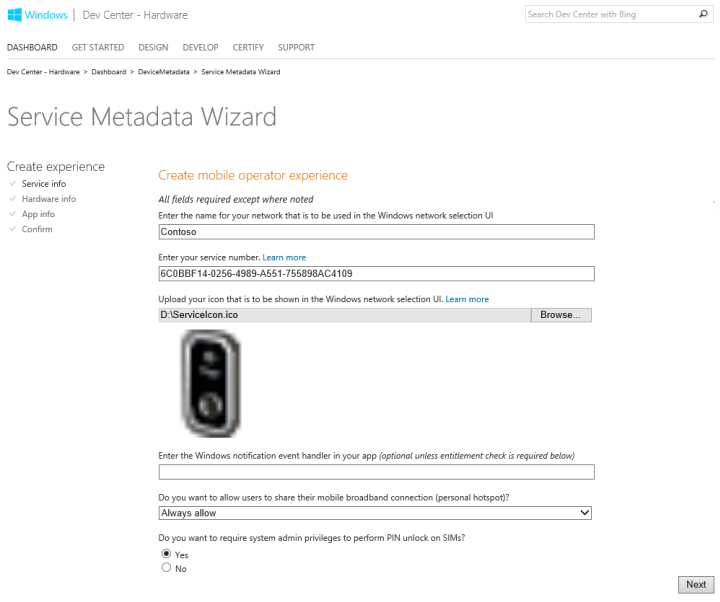 Windows | Dev Center - Hardware
Search Dev Center with Bing
DASHBOARD GET STARTED DESIGN DEVELOP CERTIFY SUPPORT
Dev Center - Hardware > Dashboard > DeviceMetadata > Service Metadata Wizard
Service Metadata Wizard
Create experience
Service info
Hardware info
App info
Confirm
Create mobile operator experience
All fields required except where noted
Enter the name for your network that is to be used in the Windows network selection UI
Contoso
Enter your service number. Learn more
6C0BBF14-0256-4989-A551-755898AC4109
Upload your icon that is to be shown in the Windows network selection UI. Learn more
D:\ServiceIcon.ico Browse...
Enter the Windows notification event handler in your app (optional unless entitlement check is required below)
Do you want to allow users to share their mobile broadband connection (personal hotspot)?
Always allow
Do you want to require system admin privileges to perform PIN unlock on SIMs?
Yes
No
Next